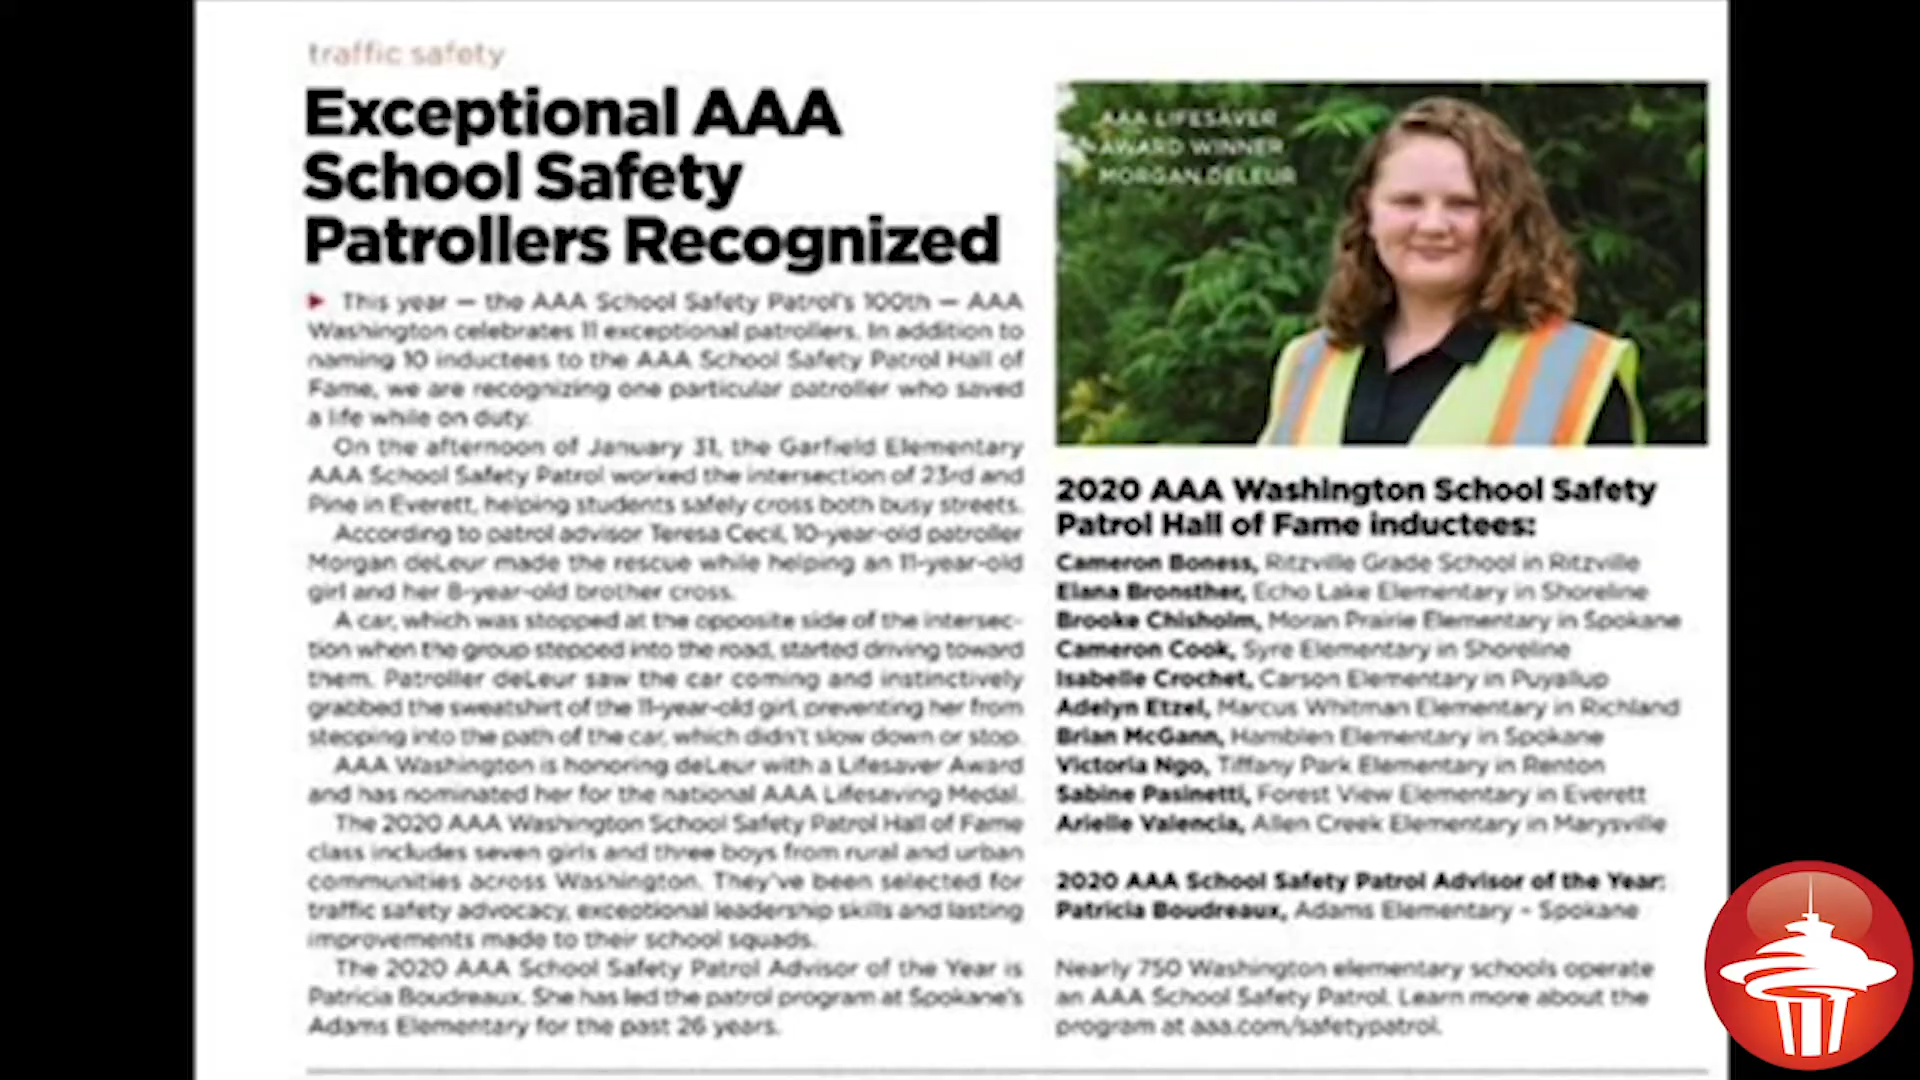 traffic safety
Exceptional AAA
School Safety
Patrollers Recognized
▶ This year — the AAA School Safety Patrol's 100th — AAA
Washington celebrates 11 exceptional patrollers. In addition to
naming 10 inductees to the AAA School Safety Patrol Hall of
Fame, we are recognizing one particular patroller who saved
a life while on duty.
On the afternoon of January 31, the Garfield Elementary
AAA School Safety Patrol worked the intersection of 23rd and
Pine in Everett, helping students safely cross both busy streets.
According to patrol advisor Teresa Cecil, 10-year-old patroller
Morgan deLeur made the rescue while helping an 11-year-old
girl and her 8-year-old brother cross.
A car, which was stopped at the opposite side of the intersec-
tion when the group stepped into the road, started driving toward
them. Patroller deLeur saw the car coming and instinctively
grabbed the sweatshirt of the 11-year-old girl, preventing her from
stepping into the path of the car, which didn't slow down or stop.
AAA Washington is honoring deLeur with a Lifesaver Award
and has nominated her for the national AAA Lifesaving Medal.
The 2020 AAA Washington School Safety Patrol Hall of Fame
class includes seven girls and three boys from rural and urban
communities across Washington. They've been selected for
traffic safety advocacy, exceptional leadership skills and lasting
improvements made to their school squads.
The 2020 AAA School Safety Patrol Advisor of the Year is
Patricia Boudreaux. She has led the patrol program at Spokane's
Adams Elementary for the past 26 years.
AAA LIFESAVER
AWARD WINNER
MORGAN DELEUR
2020 AAA Washington School Safety
Patrol Hall of Fame inductees:
Cameron Boness, Ritzville Grade School in Ritzville
Elana Bronsther, Echo Lake Elementary in Shoreline
Brooke Chisholm, Moran Prairie Elementary in Spokane
Cameron Cook, Syre Elementary in Shoreline
Isabelle Crochet, Carson Elementary in Puyallup
Adelyn Etzel, Marcus Whitman Elementary in Richland
Brian McGann, Hamblen Elementary in Spokane
Victoria Ngo, Tiffany Park Elementary in Renton
Sabine Pasinetti, Forest View Elementary in Everett
Arielle Valencia, Allen Creek Elementary in Marysville
2020 AAA School Safety Patrol Advisor of the Year:
Patricia Boudreaux, Adams Elementary – Spokane
Nearly 750 Washington elementary schools operate
an AAA School Safety Patrol. Learn more about the
program at aaa.com/safetypatrol.